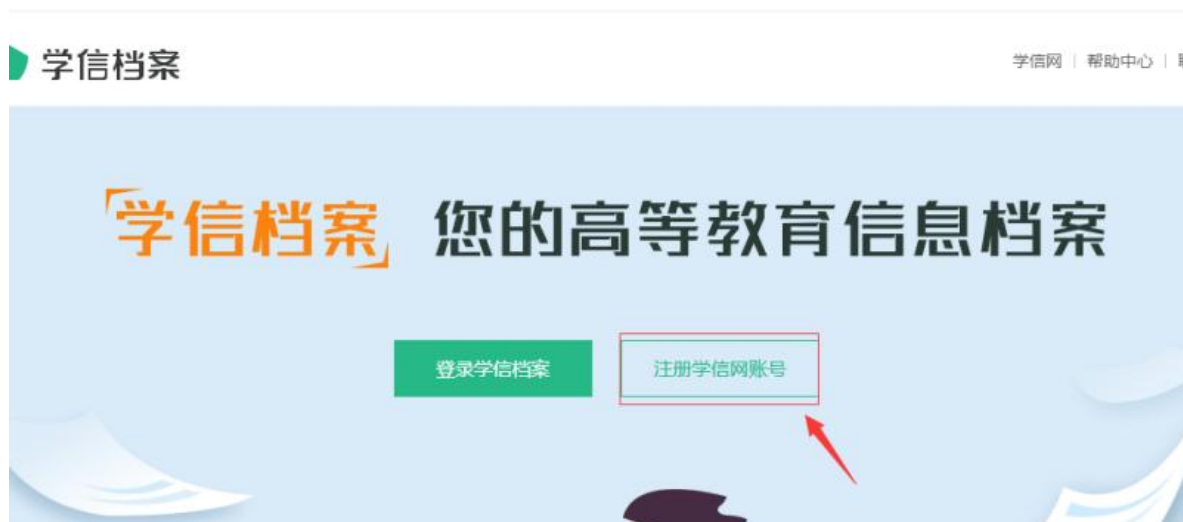 学信档案
学信网 | 帮助中心 |
「学信档案」 您的高等教育信息档案
登录学信档案
注册学信网账号